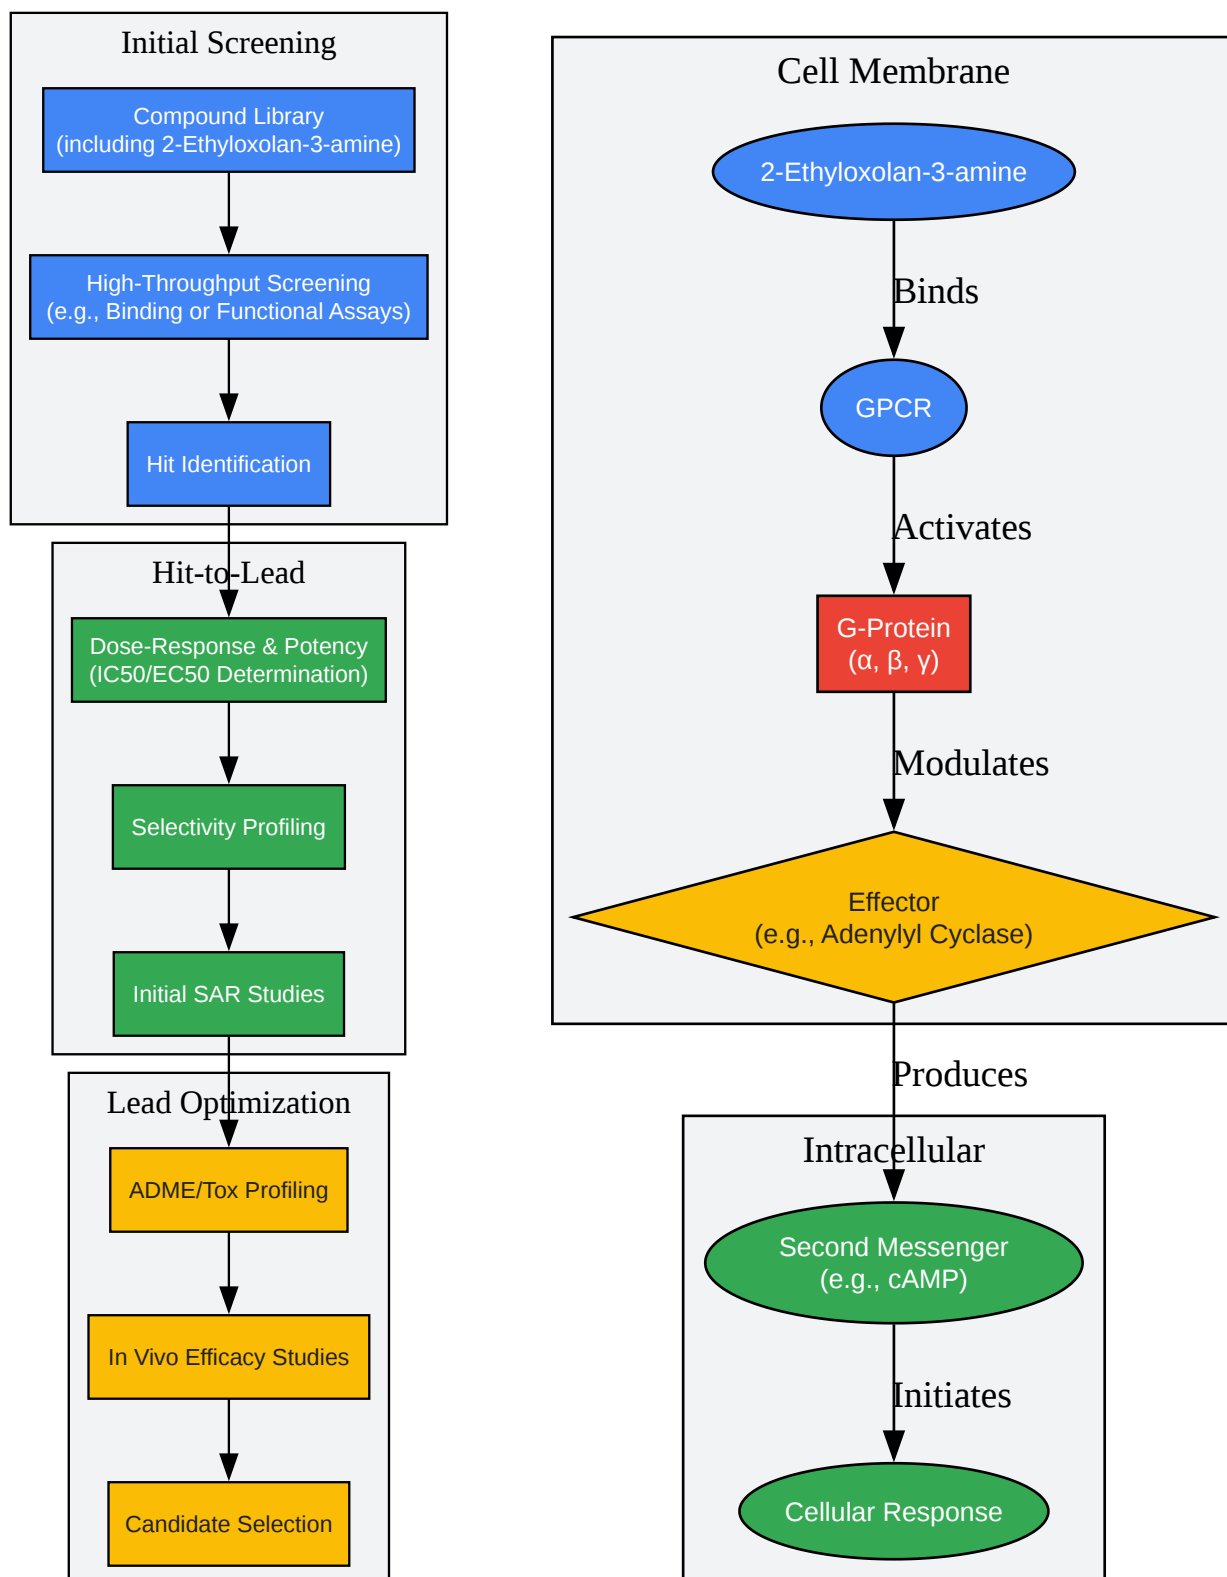 Initial Screening
Compound Library
(including 2-Ethyloxolan-3-amine)
High-Throughput Screening
(e.g., Binding or Functional Assays)
Hit Identification
Hit-to-Lead
Dose-Response & Potency
(IC50/EC50 Determination)
Selectivity Profiling
Initial SAR Studies
Lead Optimization
ADME/Tox Profiling
In Vivo Efficacy Studies
Candidate Selection
Cell Membrane
2-Ethyloxolan-3-amine
Binds
GPCR
Activates
G-Protein
(α, β, γ)
Modulates
Effector
(e.g., Adenylyl Cyclase)
Produces
Intracellular
Second Messenger
(e.g., cAMP)
Initiates
Cellular Response